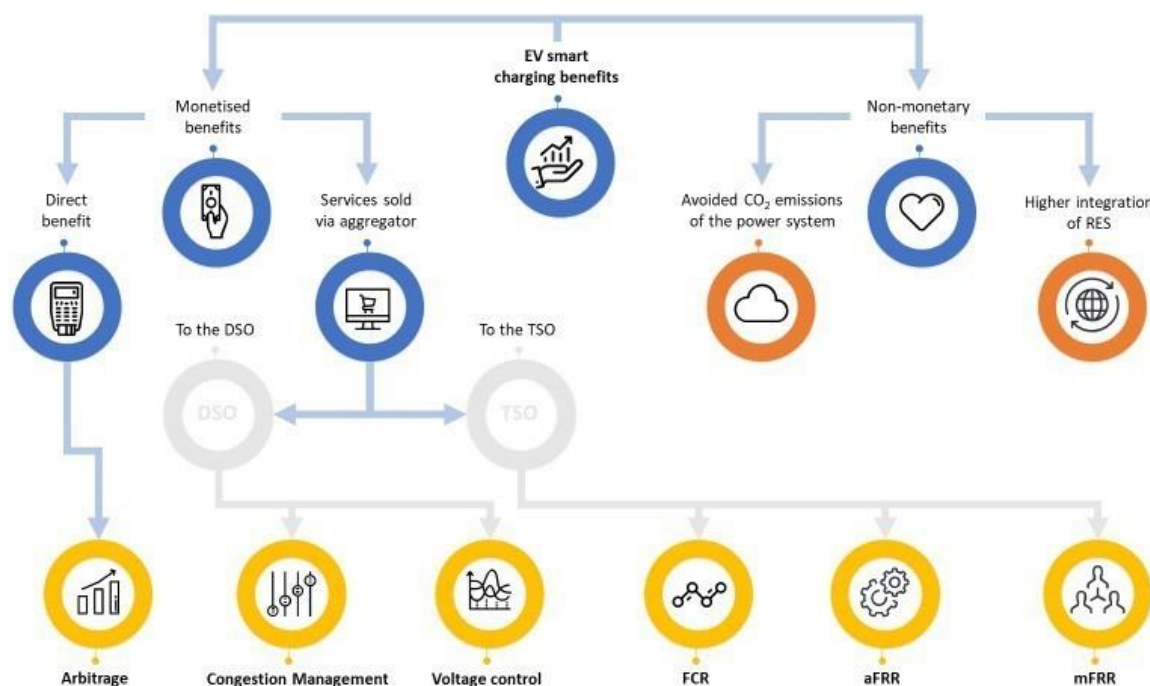 EV smart
charging benefits
Monetised
benefits
Non-monetary
benefits
Direct
benefit
Services sold
via aggregator
Avoided CO₂ emissions
of the power system
Higher integration
of RES
To the DSO
To the TSO
DSO
TSO
Arbitrage
Congestion Management
Voltage control
FCR
aFRR
mFRR